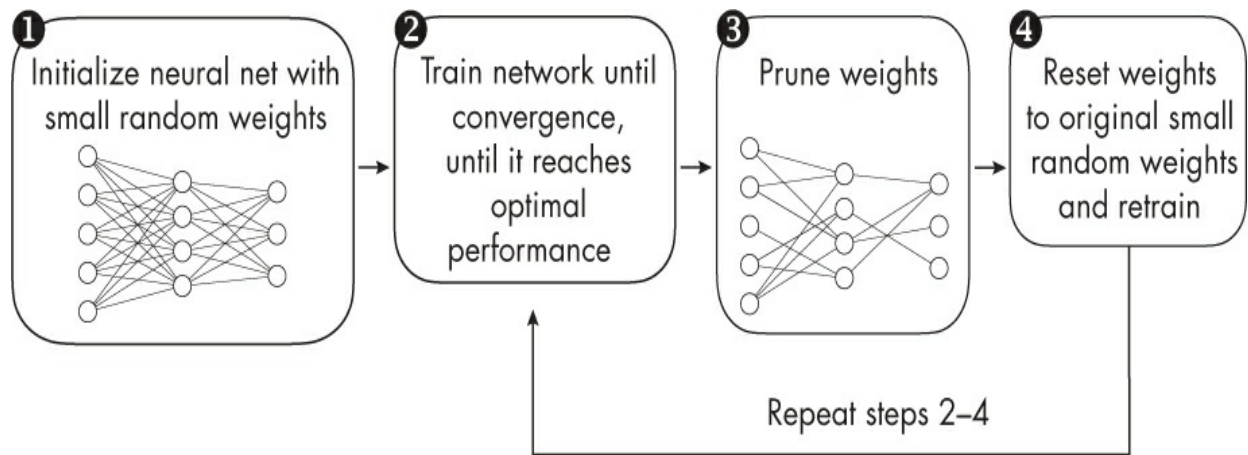 1
Initialize neural net with
small random weights
2
Train network until
convergence,
until it reaches
optimal
performance
3
Prune weights
4
Reset weights
to original small
random weights
and retrain
Repeat steps 2–4